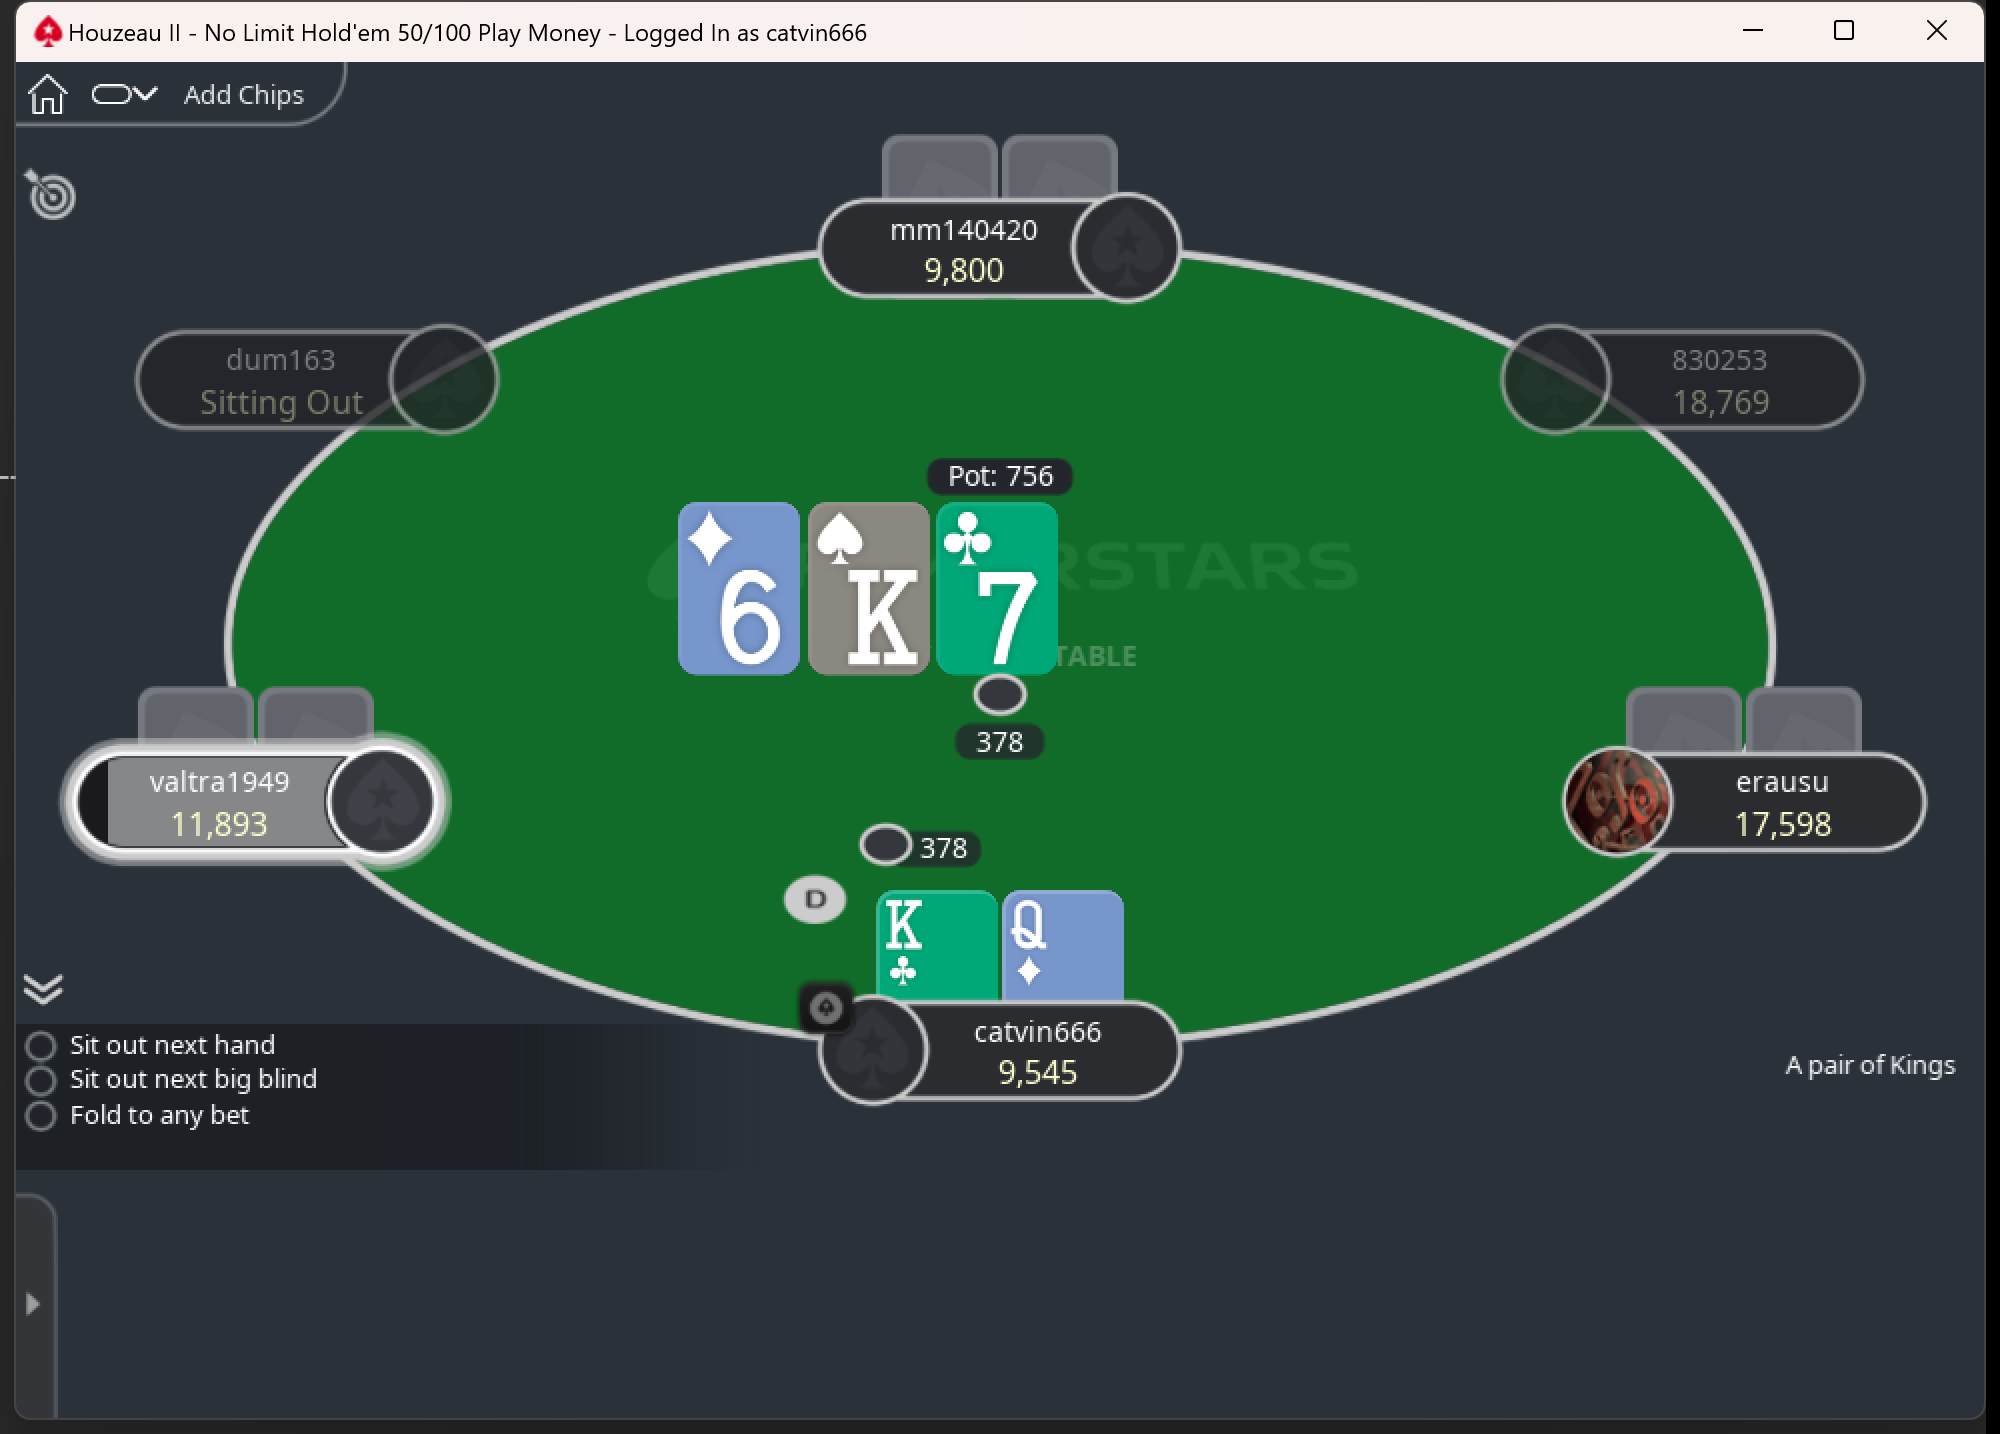 Houzeau II - No Limit Hold'em 50/100 Play Money - Logged In as catvin666
Add Chips
mm140420
9,800
dum163
Sitting Out
830253
18,769
Pot: 756
6
K
7
RSTARS
TABLE
378
valtra1949
11,893
erausu
17,598
378
D
K
Q
catvin666
9,545
Sit out next hand
Sit out next big blind
Fold to any bet
A pair of Kings